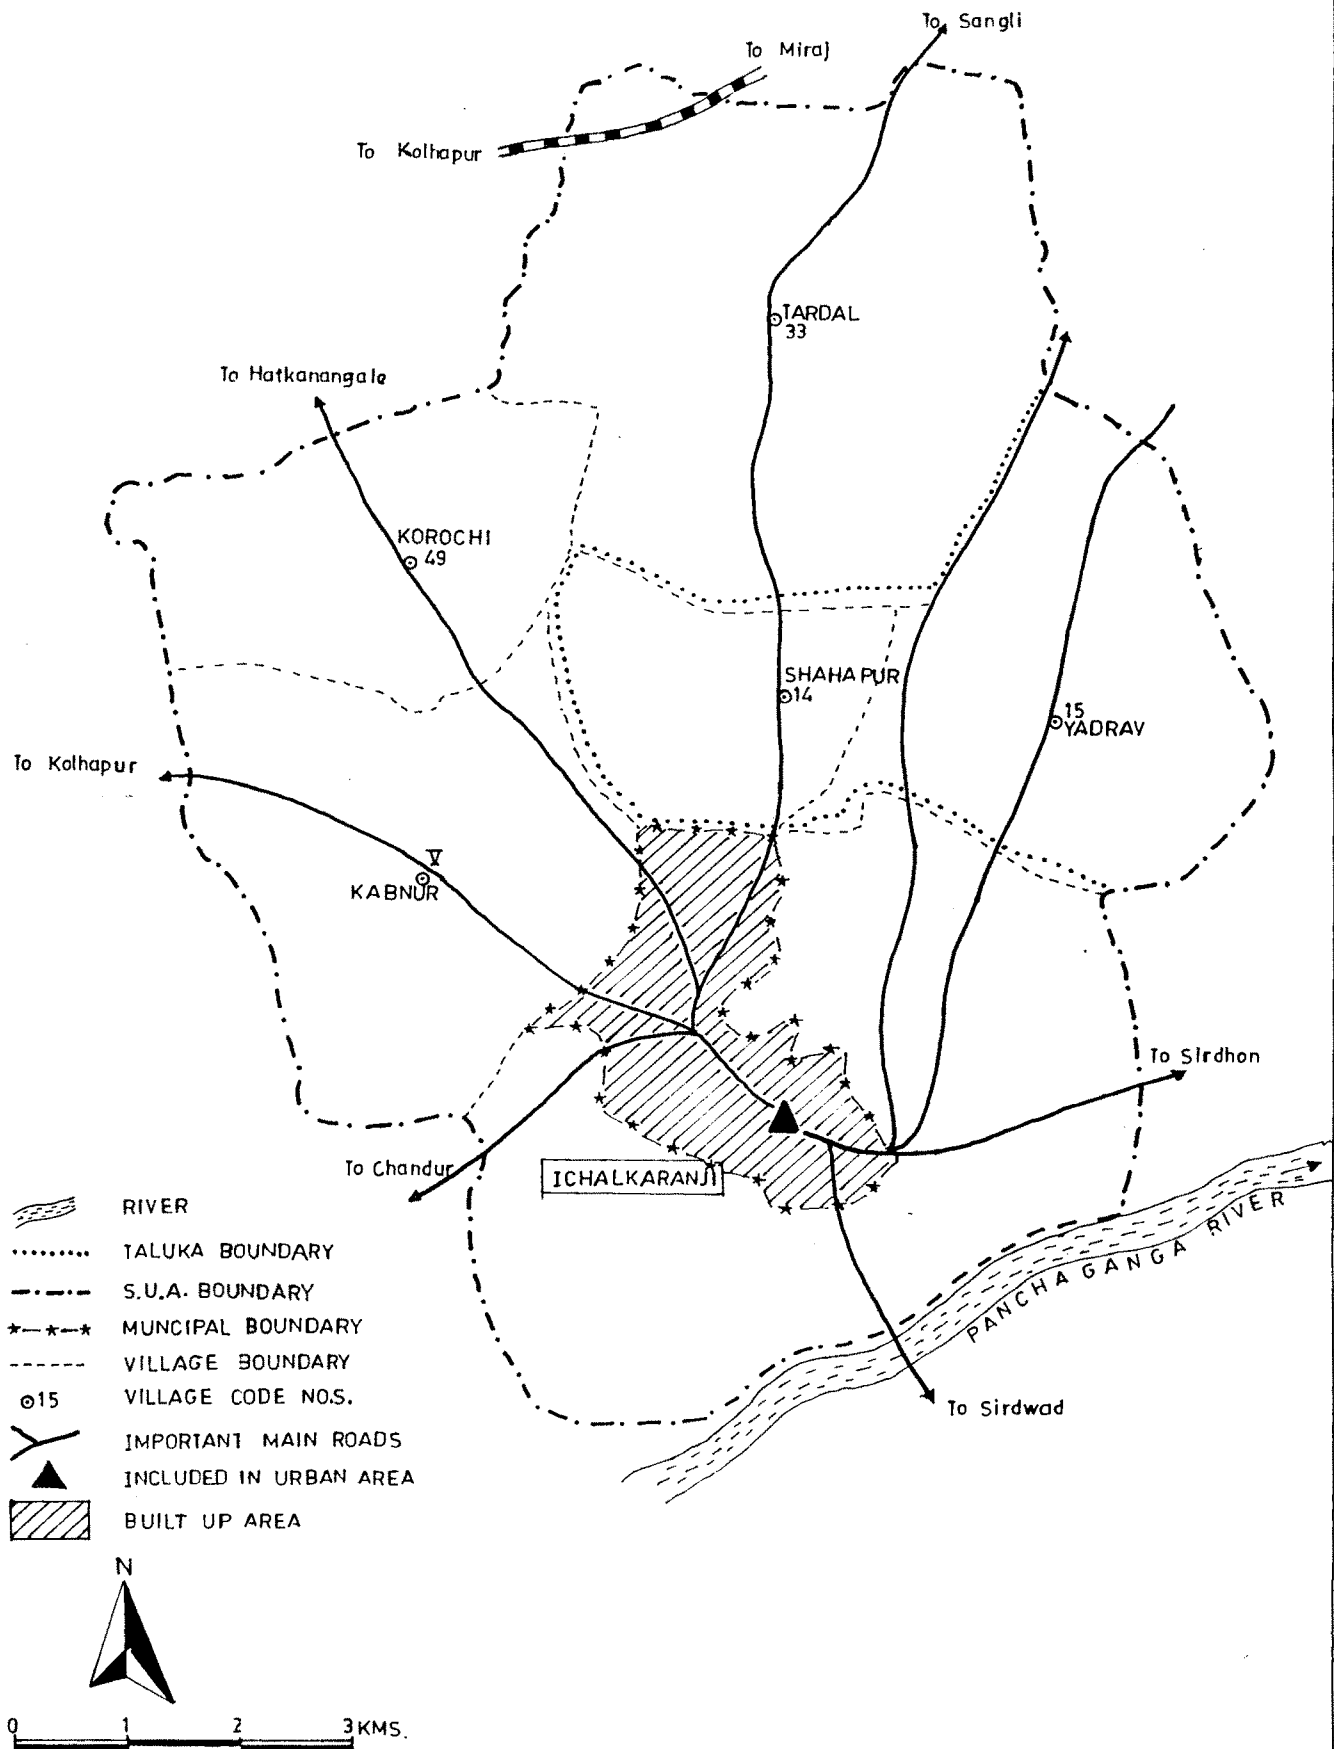 To Sangli
To Miraj
To Kolhapur
TARDAL
33
To Hatkanangale
KOROCHI
49
SHAHAPUR
14
15
YADRAV
To Kolhapur
V
KABNUR
To Sirdhon
To Chandur
ICHALKARANJI
PANCHAGANGA RIVER
To Sirdwad
RIVER
TALUKA BOUNDARY
S.U.A. BOUNDARY
MUNCIPAL BOUNDARY
VILLAGE BOUNDARY
15 VILLAGE CODE NO.S.
IMPORTANT MAIN ROADS
INCLUDED IN URBAN AREA
BUILT UP AREA
N
0 1 2 3 KMS.